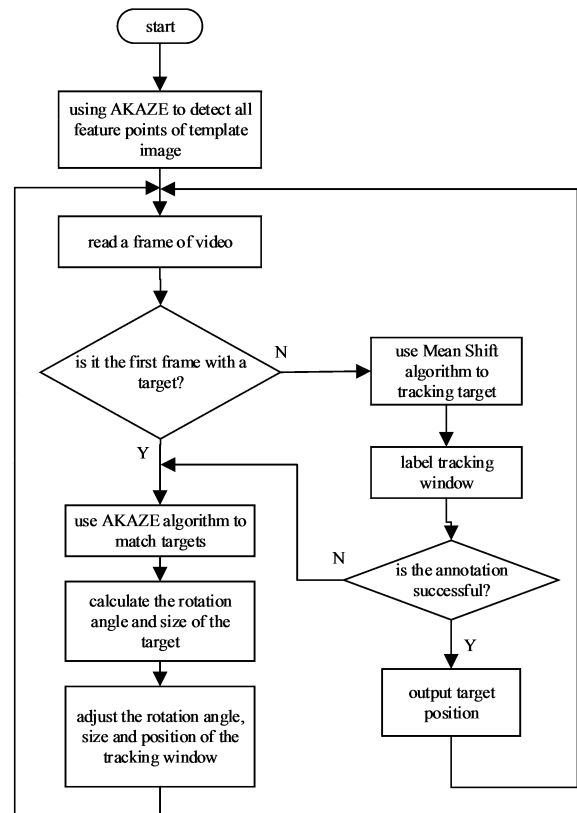 start
using AKAZE to detect all
feature points of template
image
read a frame of video
is it the first frame with a
target?
N
Y
use Mean Shift
algorithm to
tracking target
label tracking
window
is the annotation
successful?
N
Y
output target
position
use AKAZE algorithm to
match targets
calculate the rotation
angle and size of the
target
adjust the rotation angle,
size and position of the
tracking window